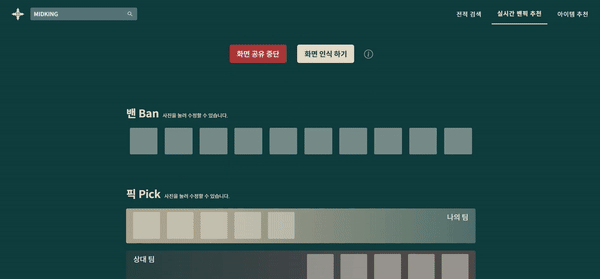 MIDKING
전적 검색
실시간 밴픽 추천
아이템 추천
화면 공유 중단
화면 인식 하기
밴 Ban 사진을 눌러 수정할 수 있습니다.
픽 Pick 사진을 눌러 수정할 수 있습니다.
나의 팀
상대 팀